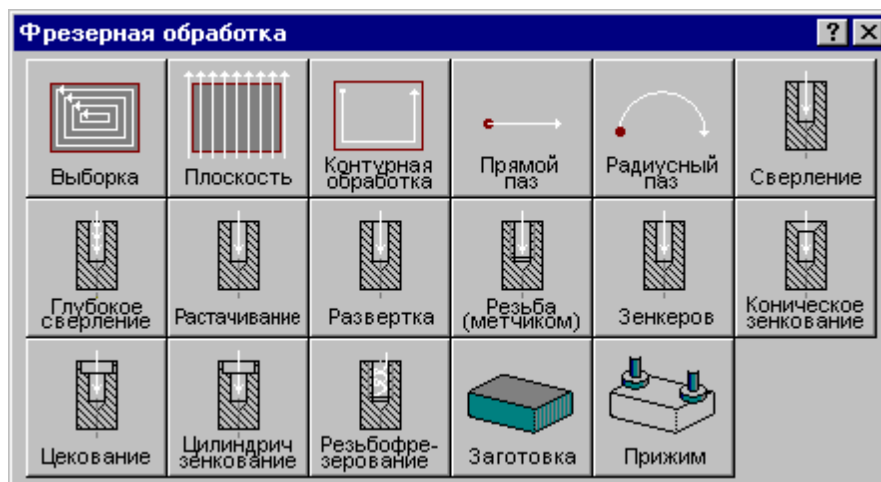 Фрезерная обработка
Выборка
Плоскость
Контурная
обработка
Прямой
паз
Радиусный
паз
Сверление
Глубокое
сверление
Растачивание
Развертка
Резьба
(метчиком)
Зенкеров
Коническое
зенкование
Цекование
Цилиндрич
зенкование
Резьбофре-
зерование
Заготовка
Прижим